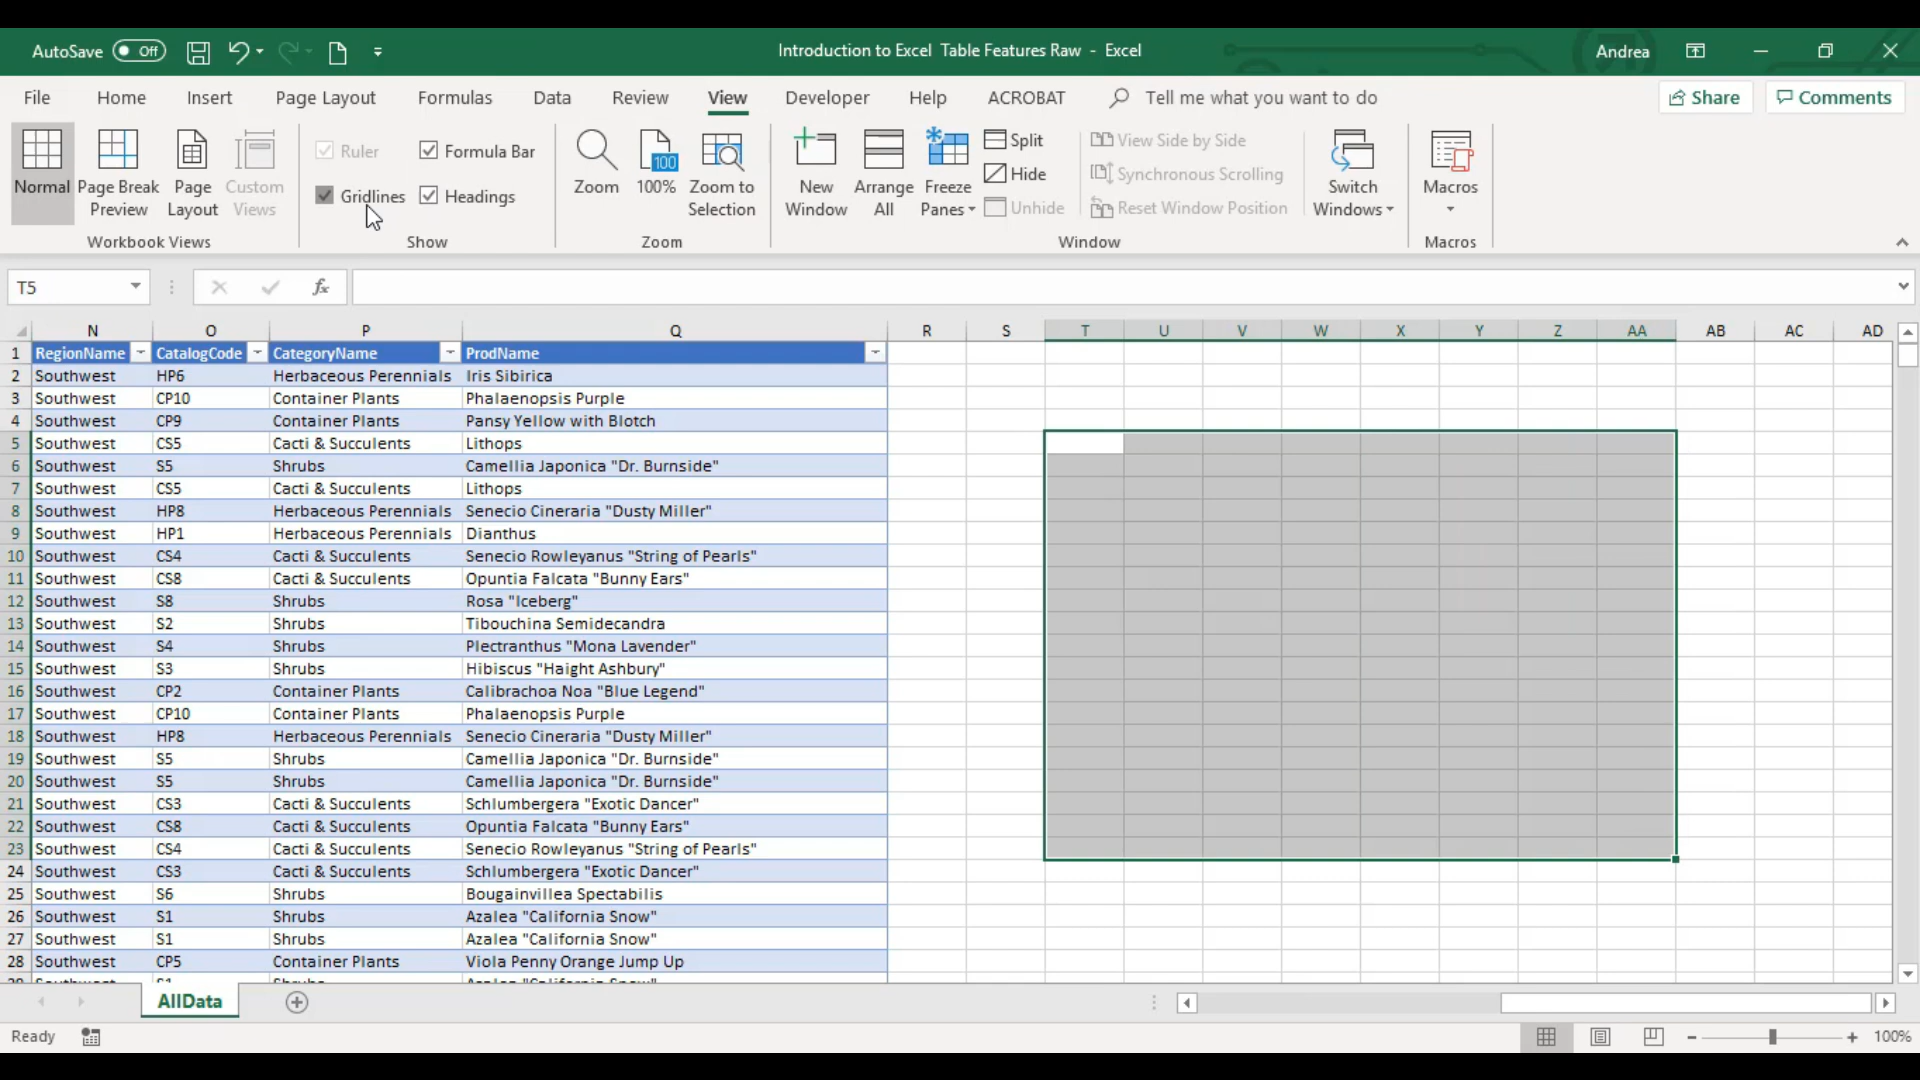 AutoSave Off
Introduction to Excel Table Features Raw - Excel
Andrea
File Home Insert Page Layout Formulas Data Review View Developer Help ACROBAT Tell me what you want to do Share Comments
Normal
Page Break Preview
Page Layout
Custom Views
Workbook Views
Ruler Formula Bar
Gridlines Headings
Show
Zoom
100
100%
Zoom to Selection
Zoom
New Window
Arrange All
Freeze Panes
Split
Hide
Unhide
View Side by Side
Synchronous Scrolling
Reset Window Position
Switch Windows
Window
Macros
Macros
T5 fx
N O P Q R S T U V W X Y Z AA AB AC AD
1 RegionName CatalogCode CategoryName ProdName
2 Southwest HP6 Herbaceous Perennials Iris Sibirica
3 Southwest CP10 Container Plants Phalaenopsis Purple
4 Southwest CP9 Container Plants Pansy Yellow with Blotch
5 Southwest CS5 Cacti & Succulents Lithops
6 Southwest S5 Shrubs Camellia Japonica "Dr. Burnside"
7 Southwest CS5 Cacti & Succulents Lithops
8 Southwest HP8 Herbaceous Perennials Senecio Cineraria "Dusty Miller"
9 Southwest HP1 Herbaceous Perennials Dianthus
10 Southwest CS4 Cacti & Succulents Senecio Rowleyanus "String of Pearls"
11 Southwest CS8 Cacti & Succulents Opuntia Falcata "Bunny Ears"
12 Southwest S8 Shrubs Rosa "Iceberg"
13 Southwest S2 Shrubs Tibouchina Semidecandra
14 Southwest S4 Shrubs Plectranthus "Mona Lavender"
15 Southwest S3 Shrubs Hibiscus "Haight Ashbury"
16 Southwest CP2 Container Plants Calibrachoa Noa "Blue Legend"
17 Southwest CP10 Container Plants Phalaenopsis Purple
18 Southwest HP8 Herbaceous Perennials Senecio Cineraria "Dusty Miller"
19 Southwest S5 Shrubs Camellia Japonica "Dr. Burnside"
20 Southwest S5 Shrubs Camellia Japonica "Dr. Burnside"
21 Southwest CS3 Cacti & Succulents Schlumbergera "Exotic Dancer"
22 Southwest CS8 Cacti & Succulents Opuntia Falcata "Bunny Ears"
23 Southwest CS4 Cacti & Succulents Senecio Rowleyanus "String of Pearls"
24 Southwest CS3 Cacti & Succulents Schlumbergera "Exotic Dancer"
25 Southwest S6 Shrubs Bougainvillea Spectabilis
26 Southwest S1 Shrubs Azalea "California Snow"
27 Southwest S1 Shrubs Azalea "California Snow"
28 Southwest CP5 Container Plants Viola Penny Orange Jump Up
AllData
Ready
100%